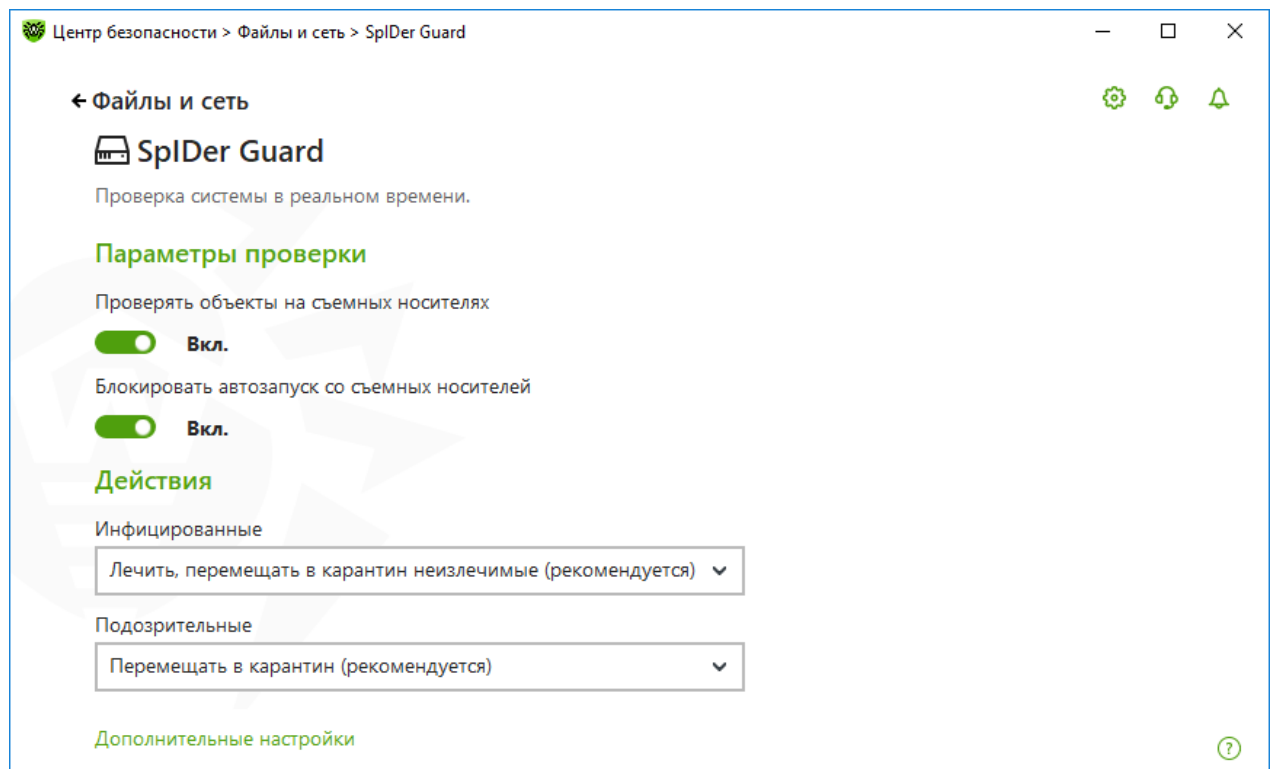 Центр безопасности > Файлы и сеть > SpIDer Guard
Файлы и сеть
SpIDer Guard
Проверка системы в реальном времени.
Параметры проверки
Проверять объекты на съемных носителях
Вкл.
Блокировать автозапуск со съемных носителей
Вкл.
Действия
Инфицированные
Лечить, перемещать в карантин неизлечимые (рекомендуется)
Подозрительные
Перемещать в карантин (рекомендуется)
Дополнительные настройки
?